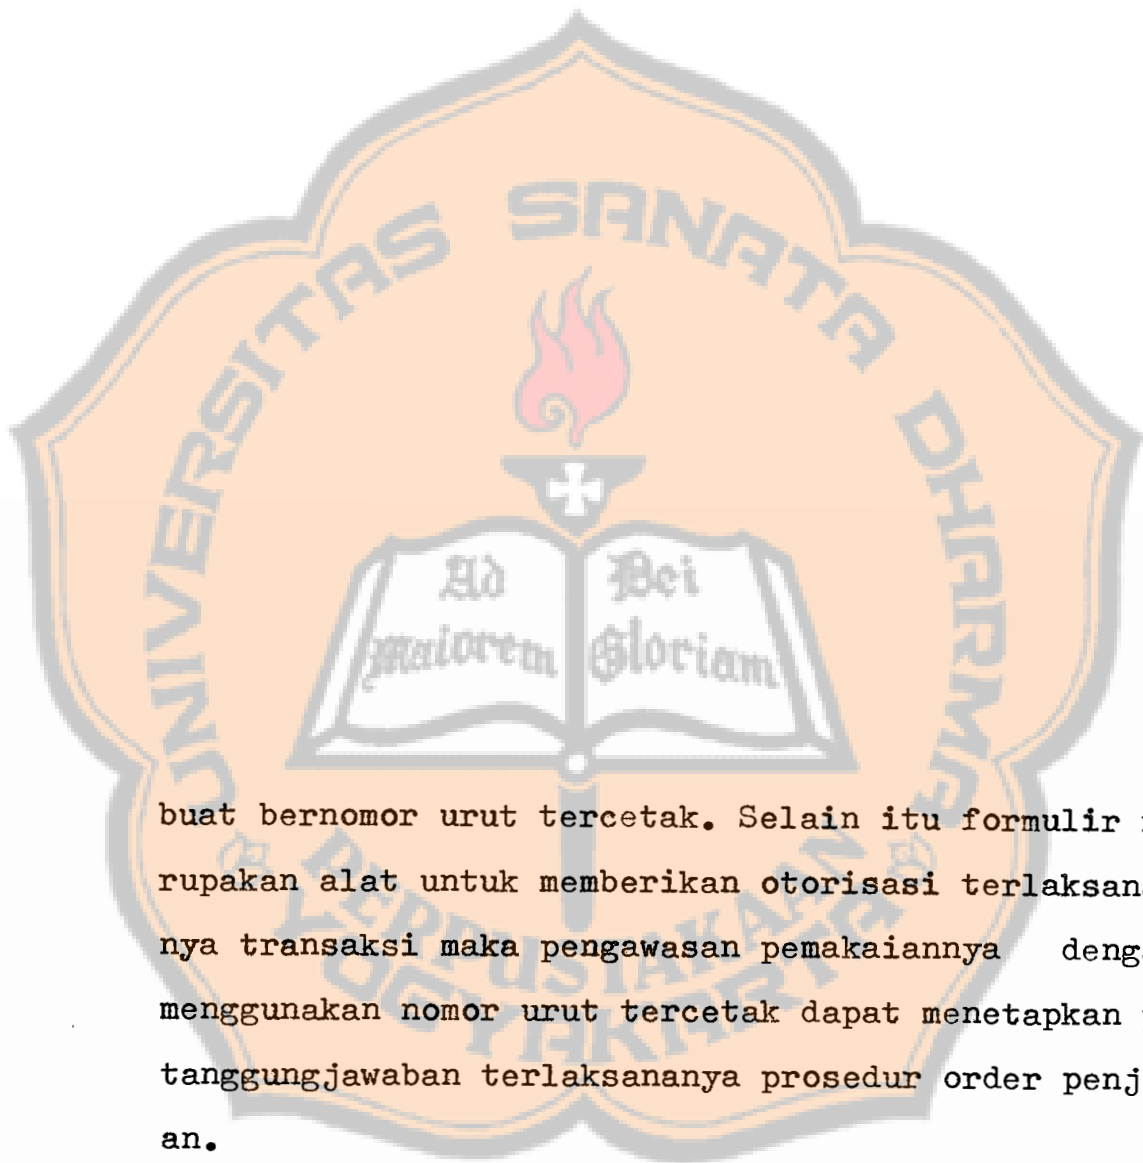 UNIVERSITAS SANATA DHARMA
Ad Dei
maiorem Gloriam
buat bernomor urut tercetak. Selain itu formulir
rupakan alat untuk memberikan otorisasi terlaksana
nya transaksi maka pengawasan pemakaiannya deng
menggunakan nomor urut tercetak dapat menetapkan
tanggungjawaban terlaksananya prosedur order penj
an.
PERPUSTAKAAN
YOGYAKARTA